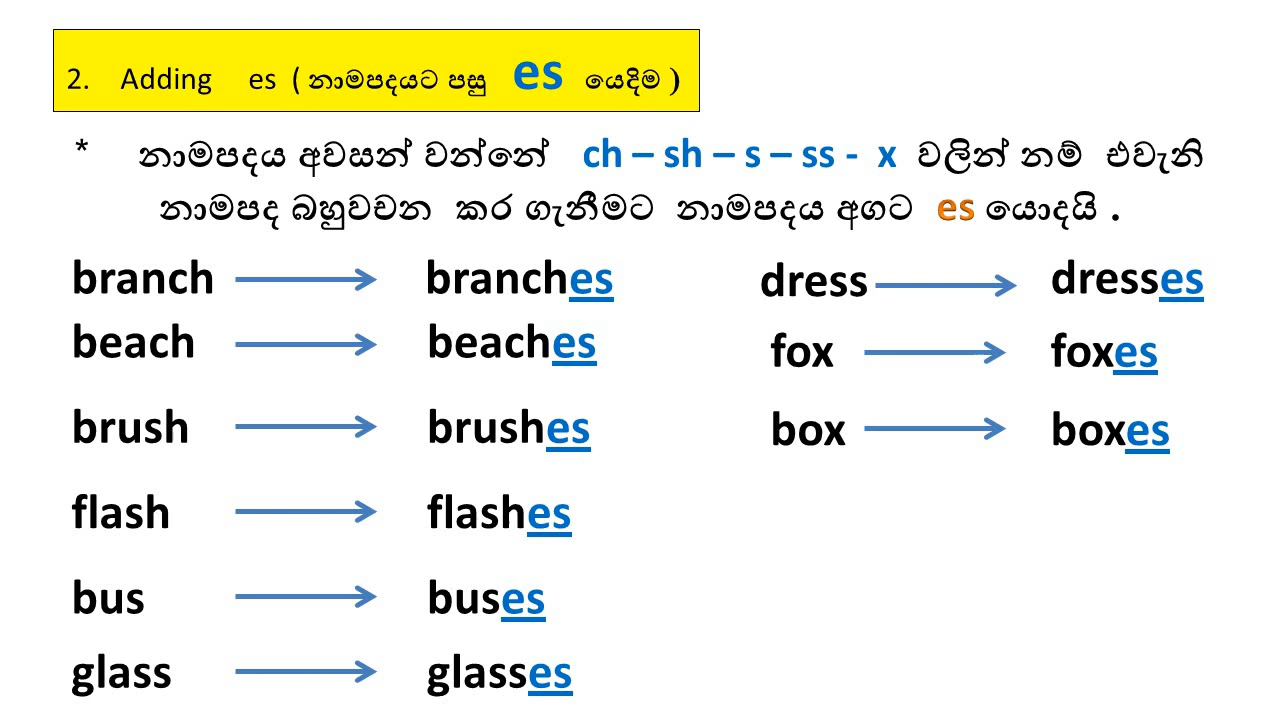 2. Adding es ( නාමපදයට පසු es යෙදිම )
* නාමපදය අවසන් වන්නේ ch – sh – s – ss - x වලින් නම් එවැනි
නාමපද බහුවචන කර ගැනීමට නාමපදය අගට es යොදයි .
branch branches
beach beaches
brush brushes
flash flashes
bus buses
glass glasses
dress dresses
fox foxes
box boxes